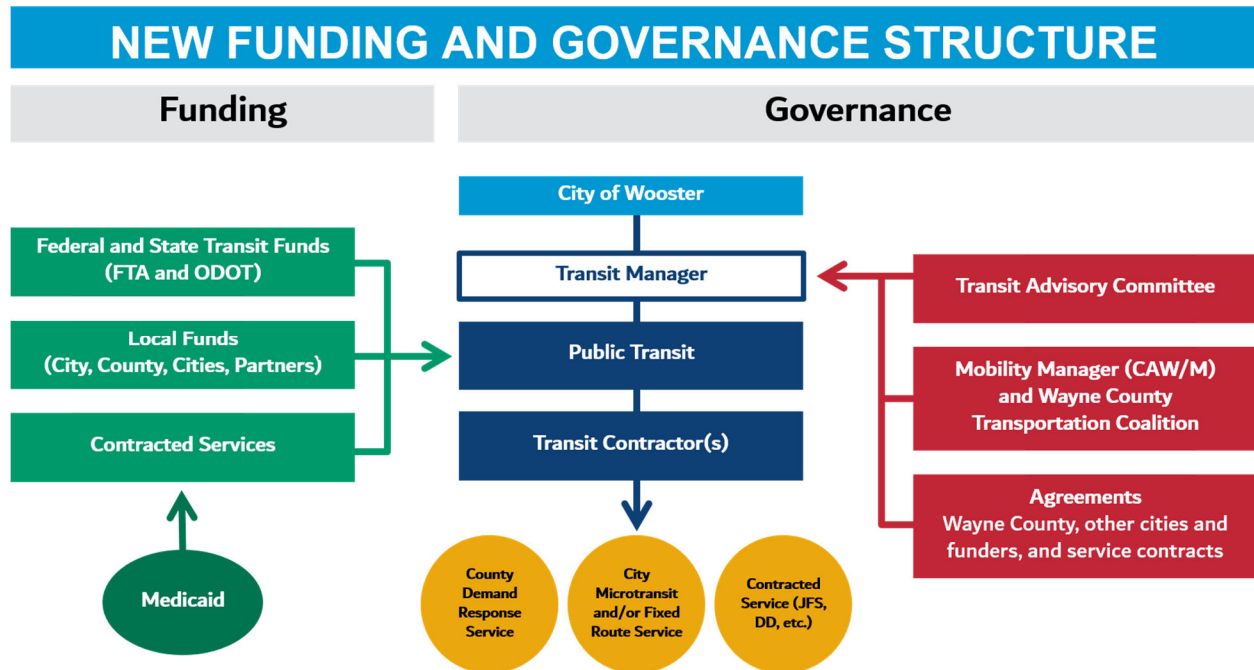 NEW FUNDING AND GOVERNANCE STRUCTURE
Funding
Governance
Federal and State Transit Funds
(FTA and ODOT)
Local Funds
(City, County, Cities, Partners)
Contracted Services
Medicaid
City of Wooster
Transit Manager
Public Transit
Transit Contractor(s)
County
Demand
Response
Service
City
Microtransit
and/or Fixed
Route Service
Contracted
Service (JFS,
DD, etc.)
Transit Advisory Committee
Mobility Manager (CAW/M)
and Wayne County
Transportation Coalition
Agreements
Wayne County, other cities and
funders, and service contracts